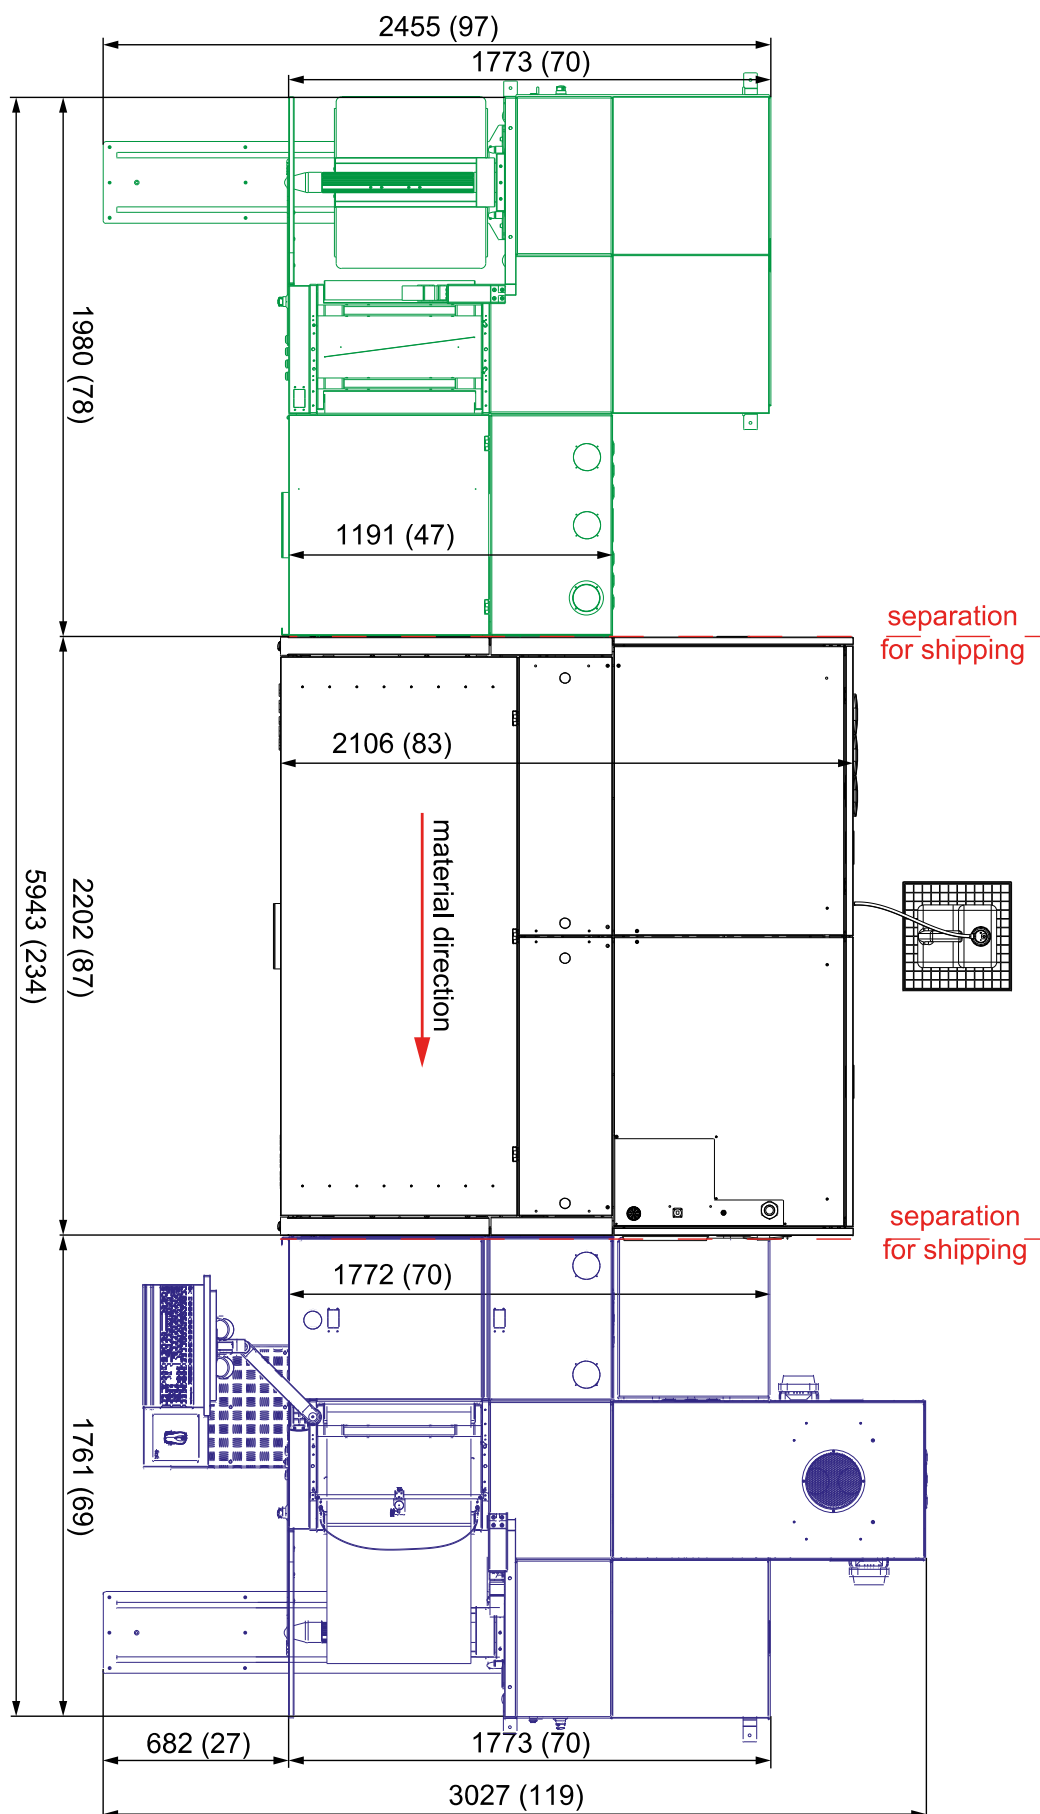 2455 (97)
1773 (70)
1980 (78)
1191 (47)
separation
for shipping
2106 (83)
material direction
2202 (87)
5943 (234)
separation
for shipping
1772 (70)
1761 (69)
682 (27)
1773 (70)
3027 (119)